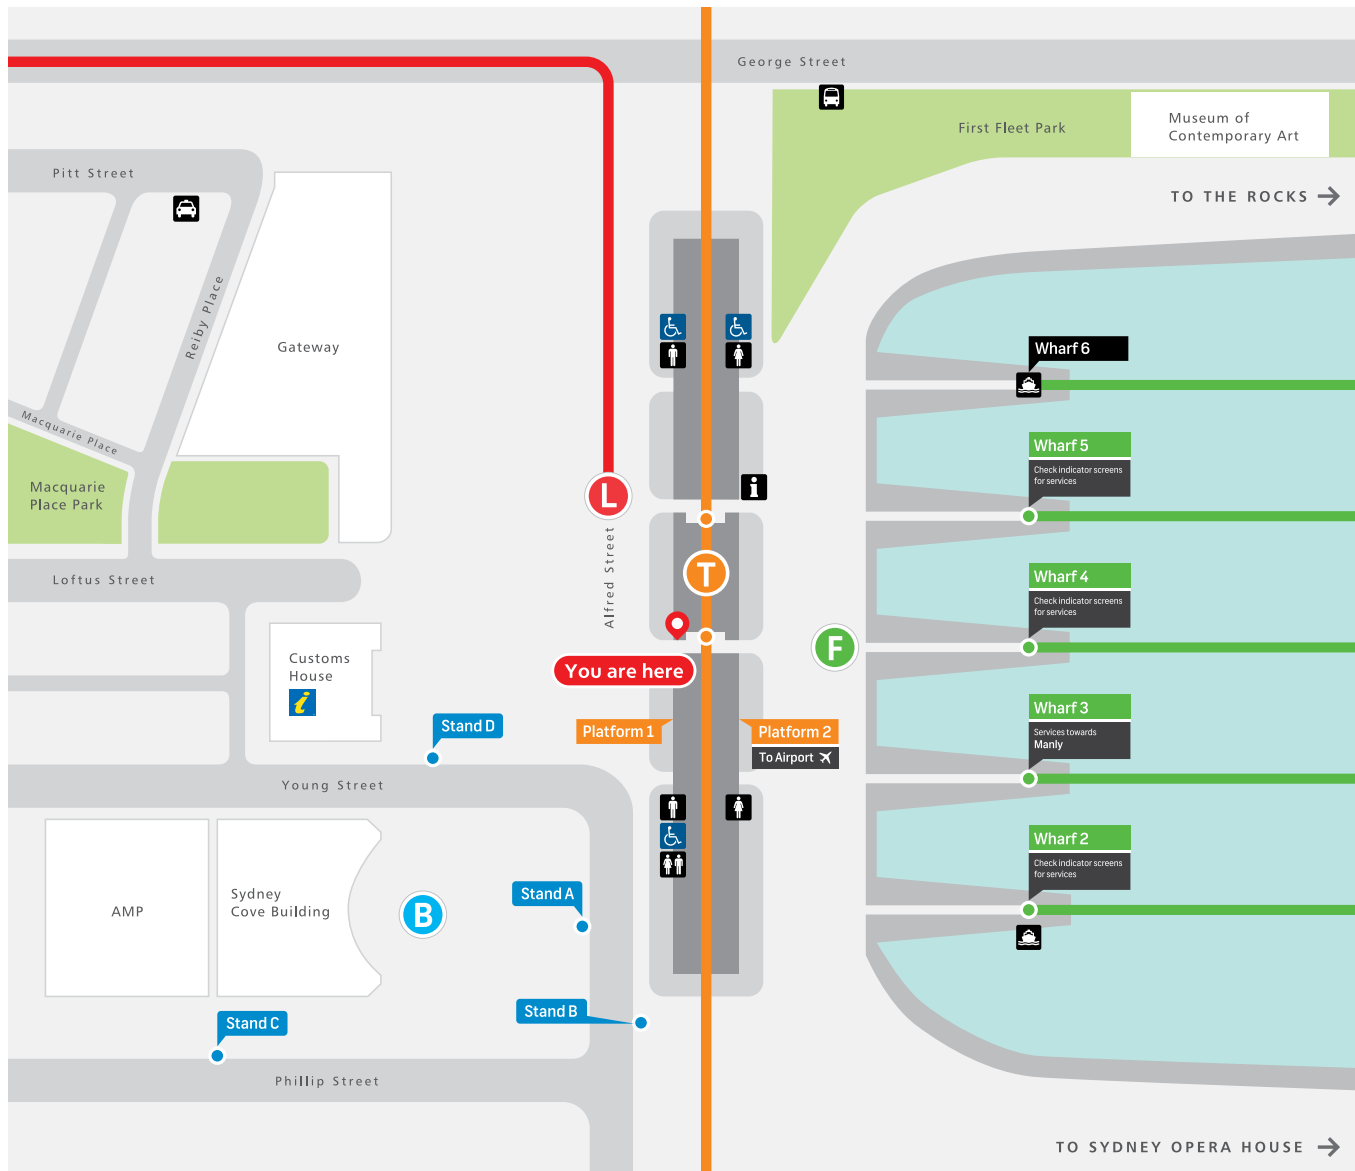 George Street
First Fleet Park
Museum of
Contemporary Art
Pitt Street
TO THE ROCKS
Reiby Place
Gateway
Wharf 6
Macquarie Place
Wharf 5
Check indicator screens
for services
Macquarie
Place Park
L
i
Alfred Street
T
Loftus Street
Wharf 4
Check indicator screens
for services
F
Customs
House
i
You are here
Wharf 3
Services towards
Manly
Stand D
Platform 1
Platform 2
To Airport
Young Street
Wharf 2
Check indicator screens
for services
AMP
Sydney
Cove Building
B
Stand A
Stand B
Stand C
Phillip Street
TO SYDNEY OPERA HOUSE